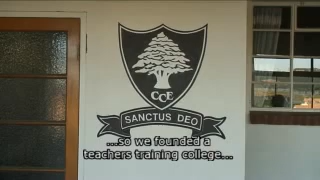 CCE
SANCTUS DEO
...so we founded a
teachers training college...